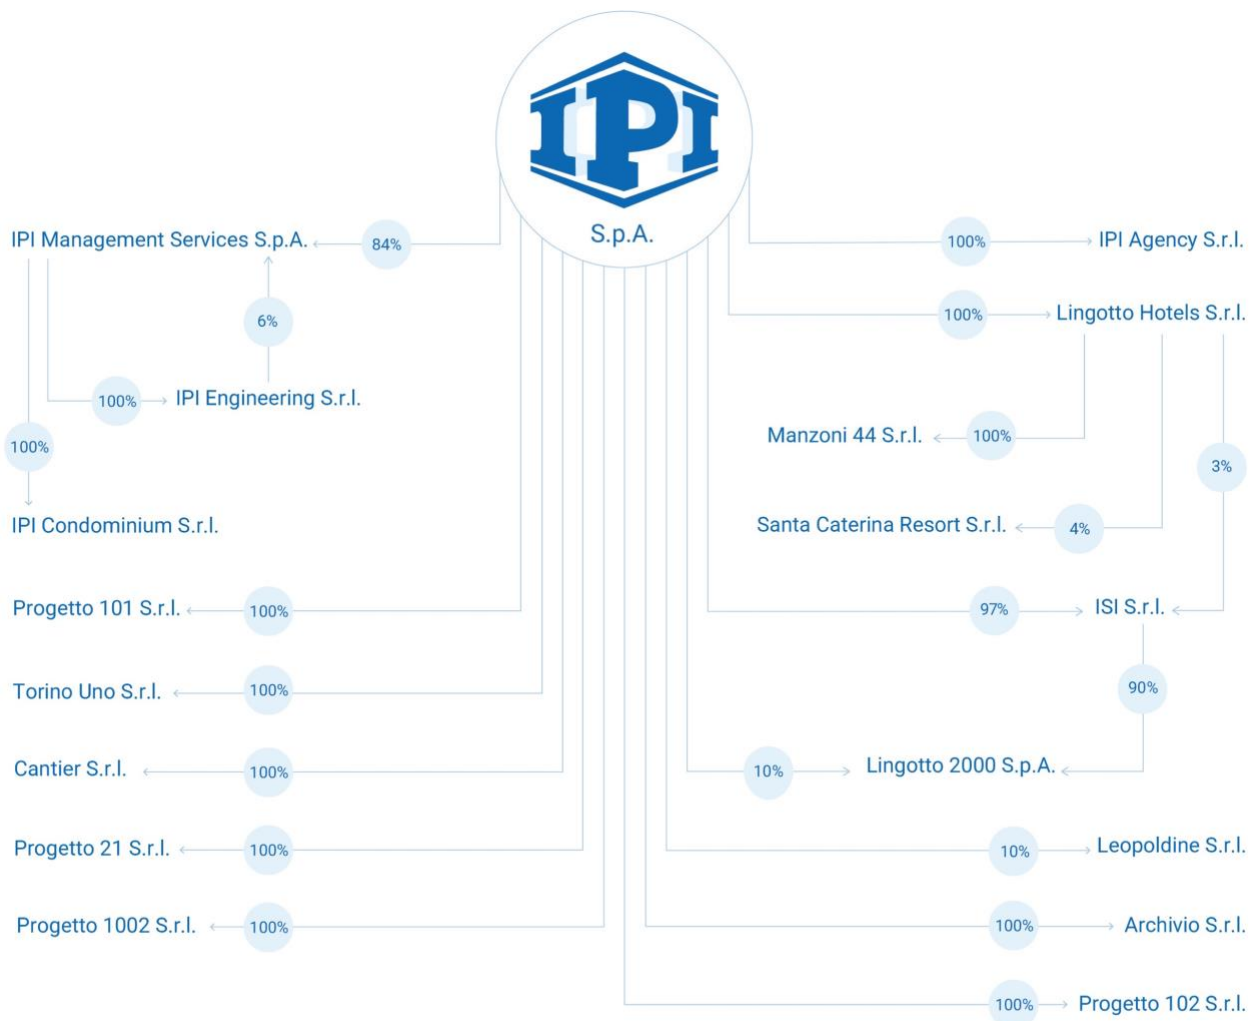 IPI
S.p.A.
IPI Management Services S.p.A.
84%
100%
IPI Agency S.r.l.
100%
Lingotto Hotels S.r.l.
6%
100%
IPI Engineering S.r.l.
100%
IPI Condominium S.r.l.
Manzoni 44 S.r.l.
100%
3%
Santa Caterina Resort S.r.l.
4%
Progetto 101 S.r.l.
100%
97%
ISI S.r.l.
90%
Torino Uno S.r.l.
100%
Cantier S.r.l.
100%
10%
Lingotto 2000 S.p.A.
Progetto 21 S.r.l.
100%
10%
Leopoldine S.r.l.
Progetto 1002 S.r.l.
100%
100%
Archivio S.r.l.
100%
Progetto 102 S.r.l.